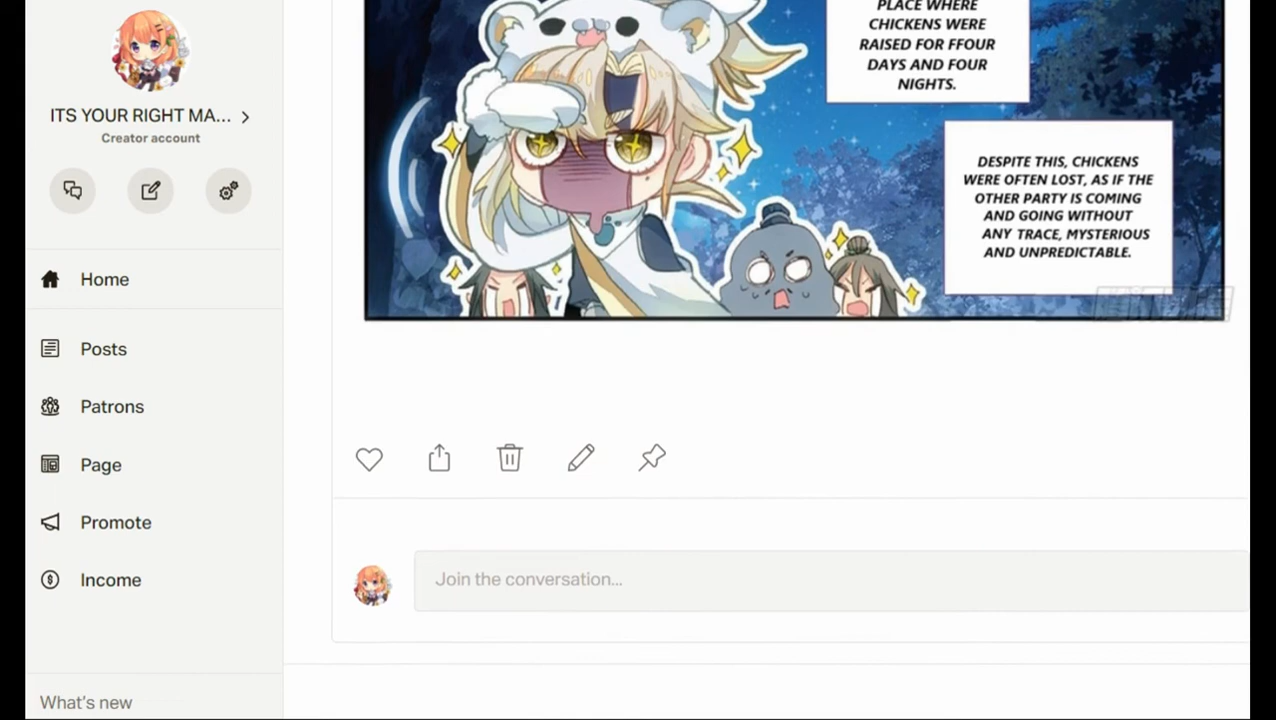 ITS YOUR RIGHT MA...
Creator account
Home
Posts
Patrons
Page
Promote
Income
What's new
PLACE WHERE
CHICKENS WERE
RAISED FOR FFOUR
DAYS AND FOUR
NIGHTS.
DESPITE THIS, CHICKENS
WERE OFTEN LOST, AS IF THE
OTHER PARTY IS COMING
AND GOING WITHOUT
ANY TRACE, MYSTERIOUS
AND UNPREDICTABLE.
Join the conversation...